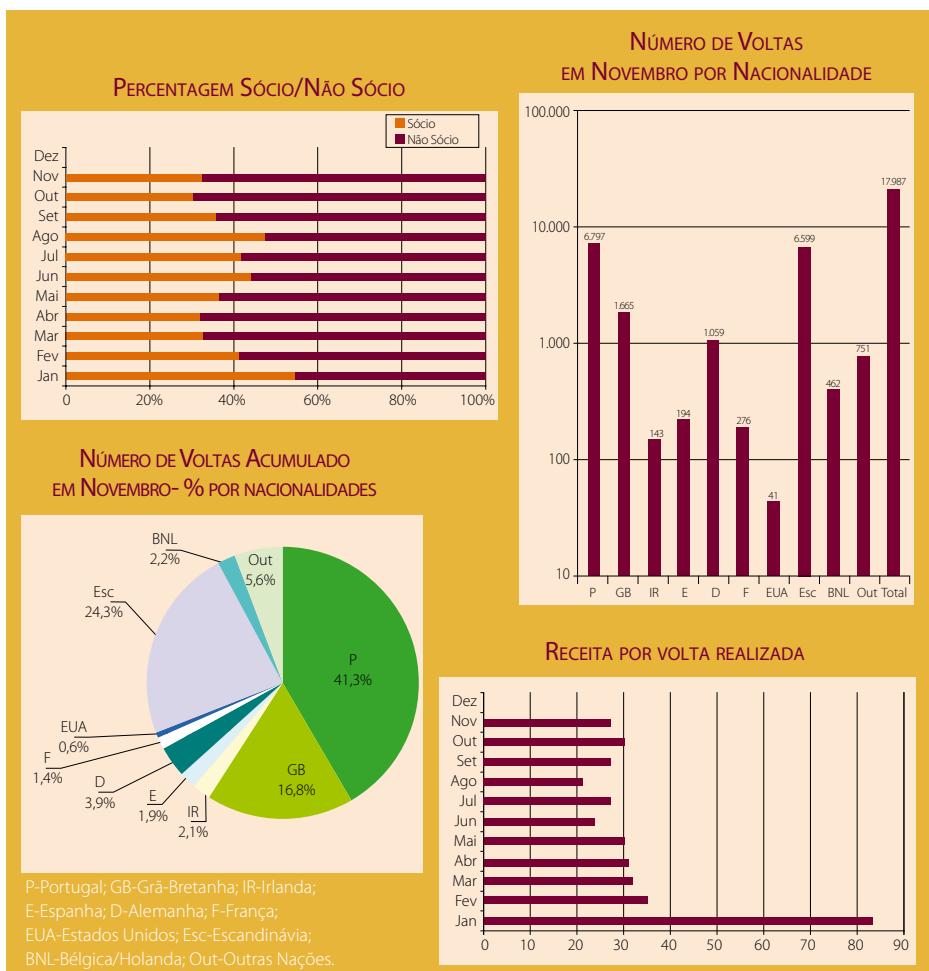 Percentagem Sócio/Não Sócio
Sócio
Não Sócio
Dez
Nov
Out
Set
Ago
Jul
Jun
Mai
Abr
Mar
Fev
Jan
0 20% 40% 60% 80% 100%
Número de Voltas
em Novembro por Nacionalidade
100.000
10.000
1.000
100
10
6.797
1.665
143
194
1.059
276
41
6.599
462
751
17.987
P GB IR E D F EUA Esc BNL Out Total
Número de Voltas Acumulado
em Novembro- % por nacionalidades
BNL
2,2%
Out
5,6%
Esc
24,3%
P
41,3%
EUA
0,6%
F
1,4%
D
3,9%
E
1,9%
IR
2,1%
GB
16,8%
P-Portugal; GB-Grã-Bretanha; IR-Irlanda;
E-Espanha; D-Alemanha; F-França;
EUA-Estados Unidos; Esc-Escandinávia;
BNL-Bélgica/Holanda; Out-Outras Nações.
Receita por volta realizada
Dez
Nov
Out
Set
Ago
Jul
Jun
Mai
Abr
Mar
Fev
Jan
0 10 20 30 40 50 60 70 80 90